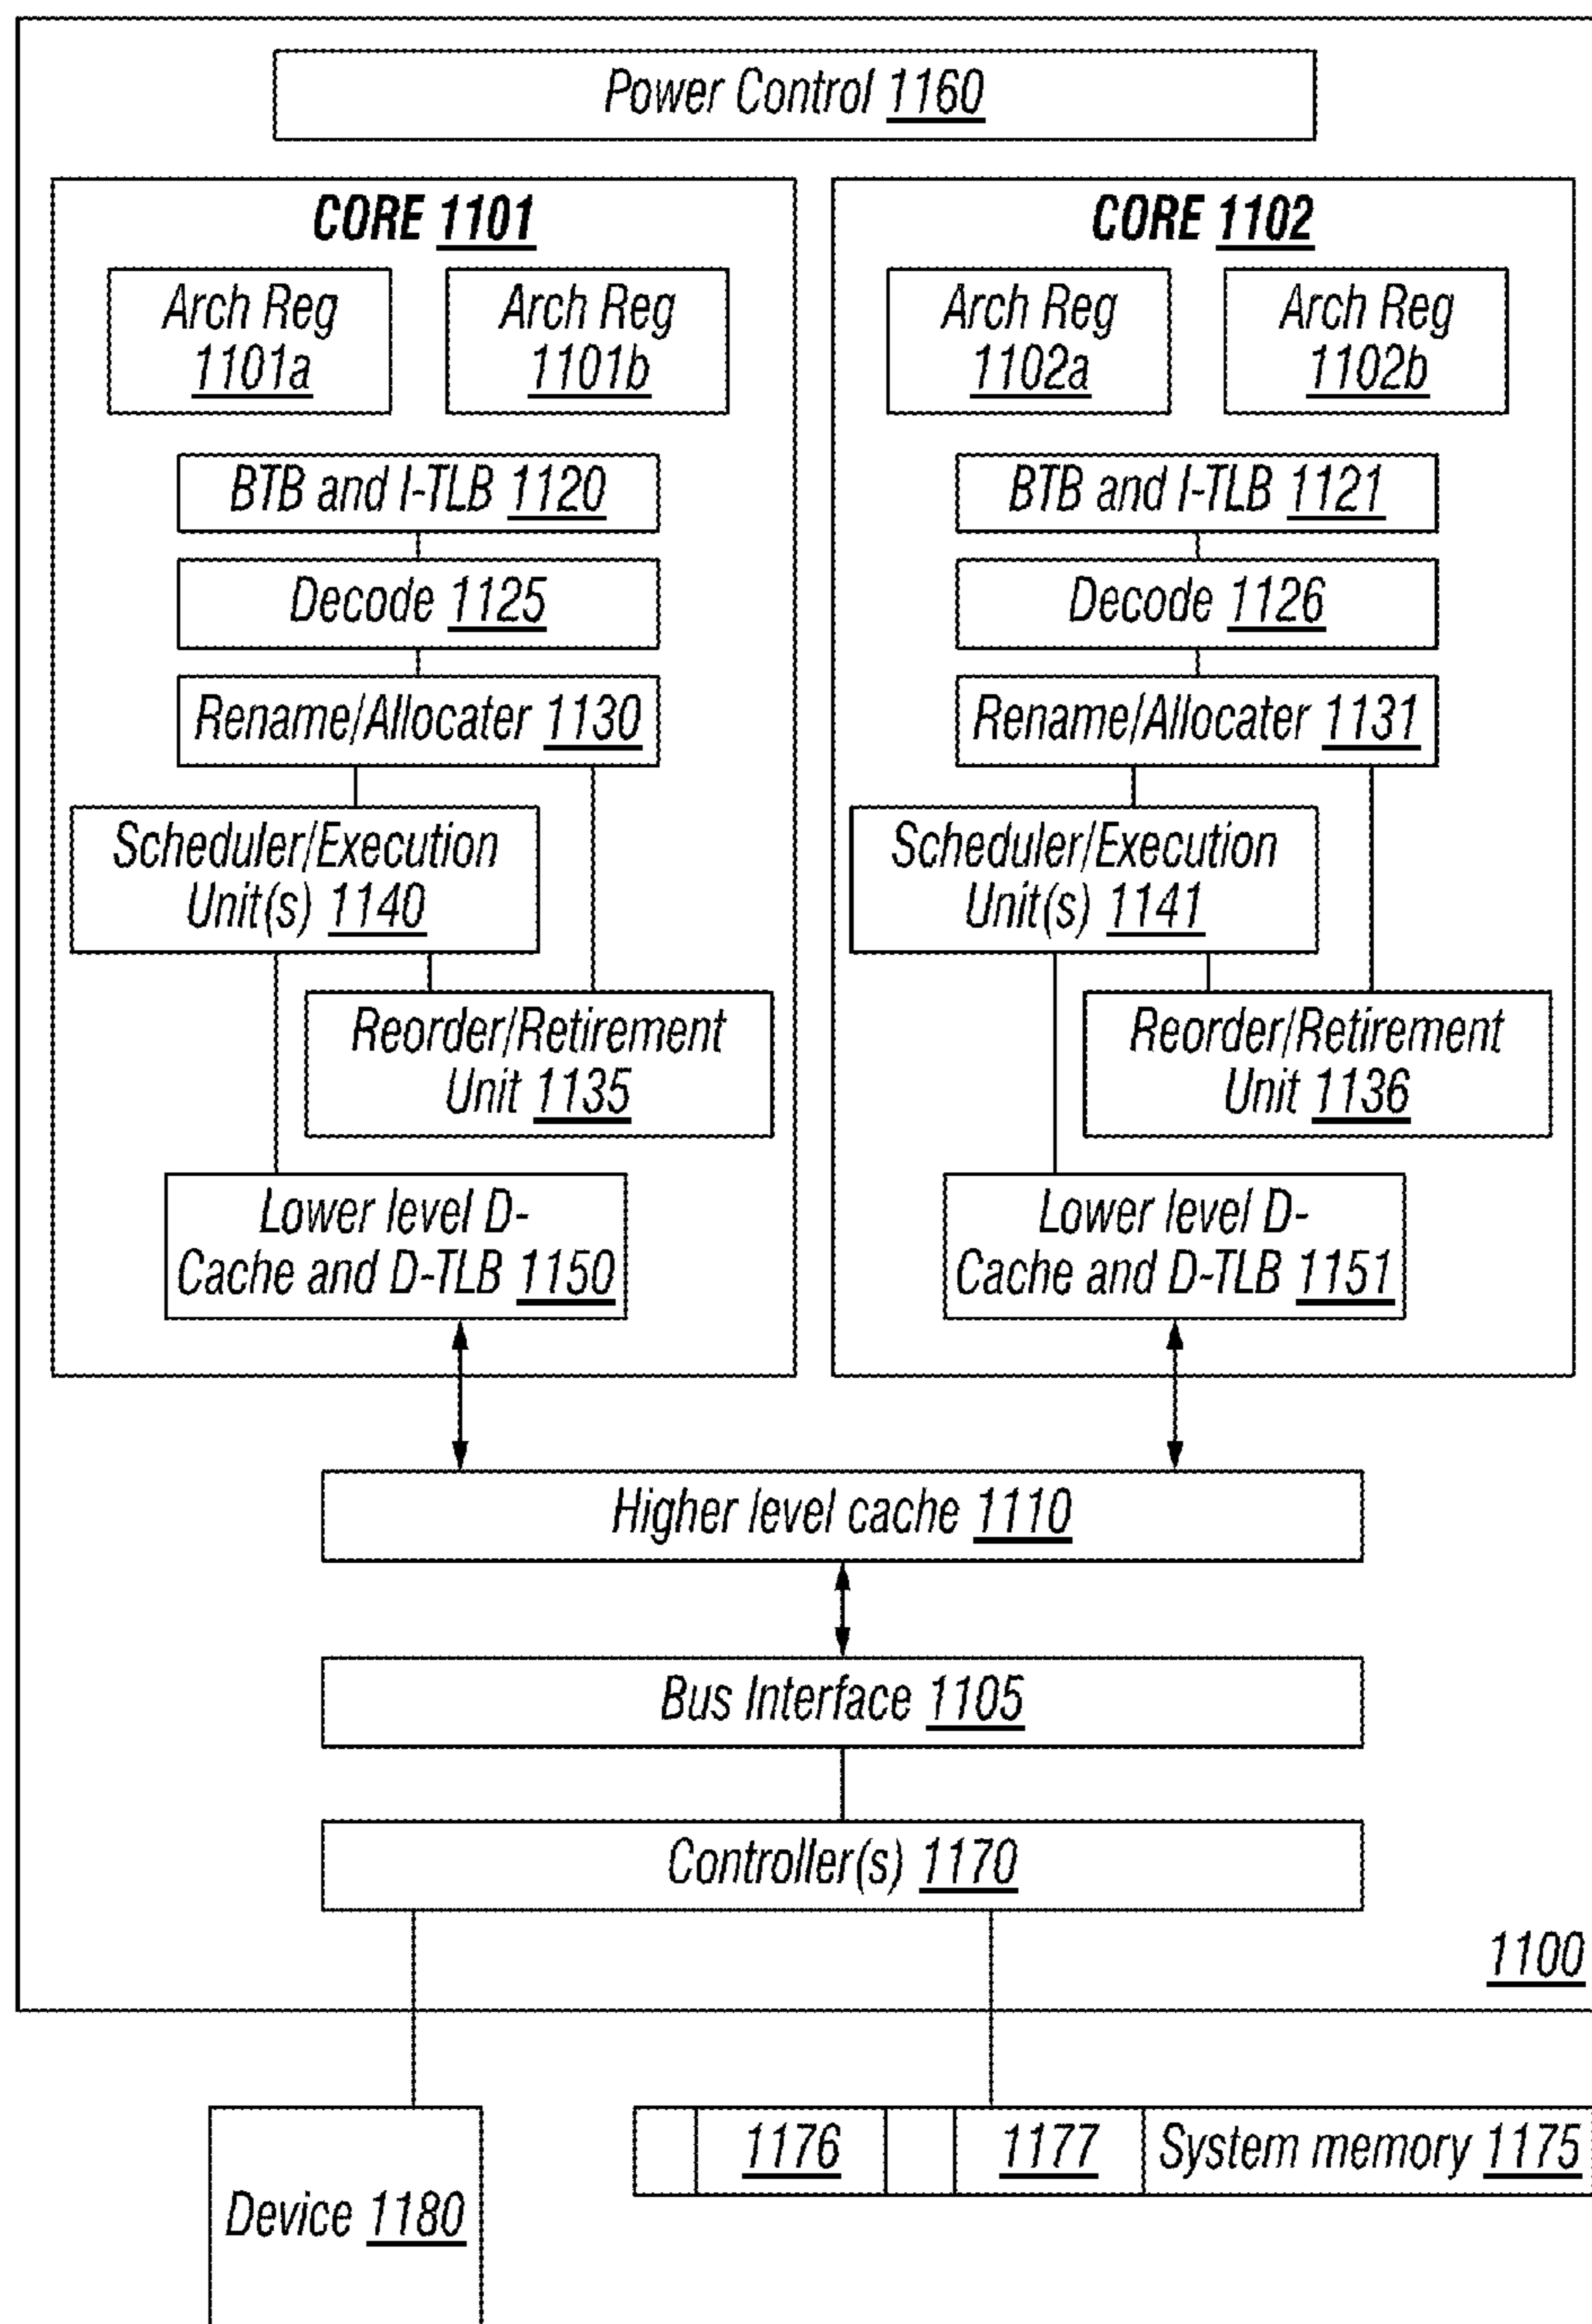 Power Control 1160
CORE 1101
Arch Reg
1101a
Arch Reg
1101b
BTB and I-TLB 1120
Decode 1125
Rename/Allocater 1130
Scheduler/Execution
Unit(s) 1140
Reorder/Retirement
Unit 1135
Lower level D-
Cache and D-TLB 1150
CORE 1102
Arch Reg
1102a
Arch Reg
1102b
BTB and I-TLB 1121
Decode 1126
Rename/Allocater 1131
Scheduler/Execution
Unit(s) 1141
Reorder/Retirement
Unit 1136
Lower level D-
Cache and D-TLB 1151
Higher level cache 1110
Bus Interface 1105
Controller(s) 1170
1100
1176
1177
System memory 1175
Device 1180